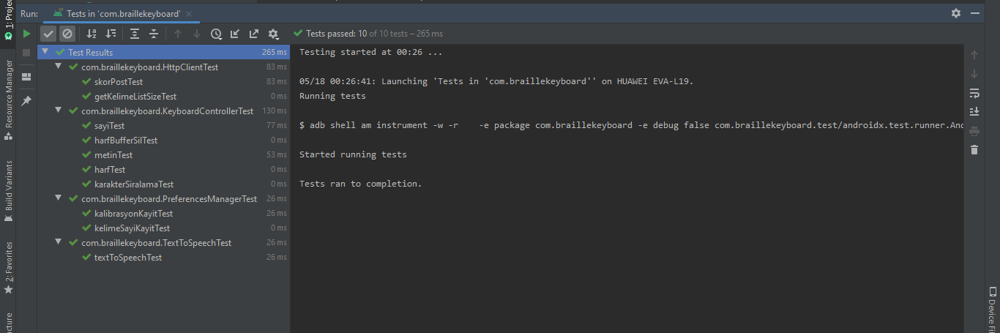 Run: Tests in 'com.braillekeyboard'
Tests passed: 10 of 10 tests – 265 ms
Test Results 265 ms
com.braillekeyboard.HttpClientTest 83 ms
skorPostTest 83 ms
getKelimeListSizeTest 0 ms
com.braillekeyboard.KeyboardControllerTest 130 ms
sayiTest 77 ms
harfBufferSilTest 0 ms
metinTest 53 ms
harfTest 0 ms
karakterSiralamaTest 0 ms
com.braillekeyboard.PreferencesManagerTest 26 ms
kalibrasyonKayitTest 26 ms
kelimeSayiKayitTest 0 ms
com.braillekeyboard.TextToSpeechTest 26 ms
textToSpeechTest 26 ms
Testing started at 00:26 ...
05/18 00:26:41: Launching 'Tests in 'com.braillekeyboard'' on HUAWEI EVA-L19.
Running tests
$ adb shell am instrument -w -r    -e package com.braillekeyboard -e debug false com.braillekeyboard.test/androidx.test.runner.And
Started running tests
Tests ran to completion.
1: Project
Resource Manager
Build Variants
2: Favorites
cture
Device Fi